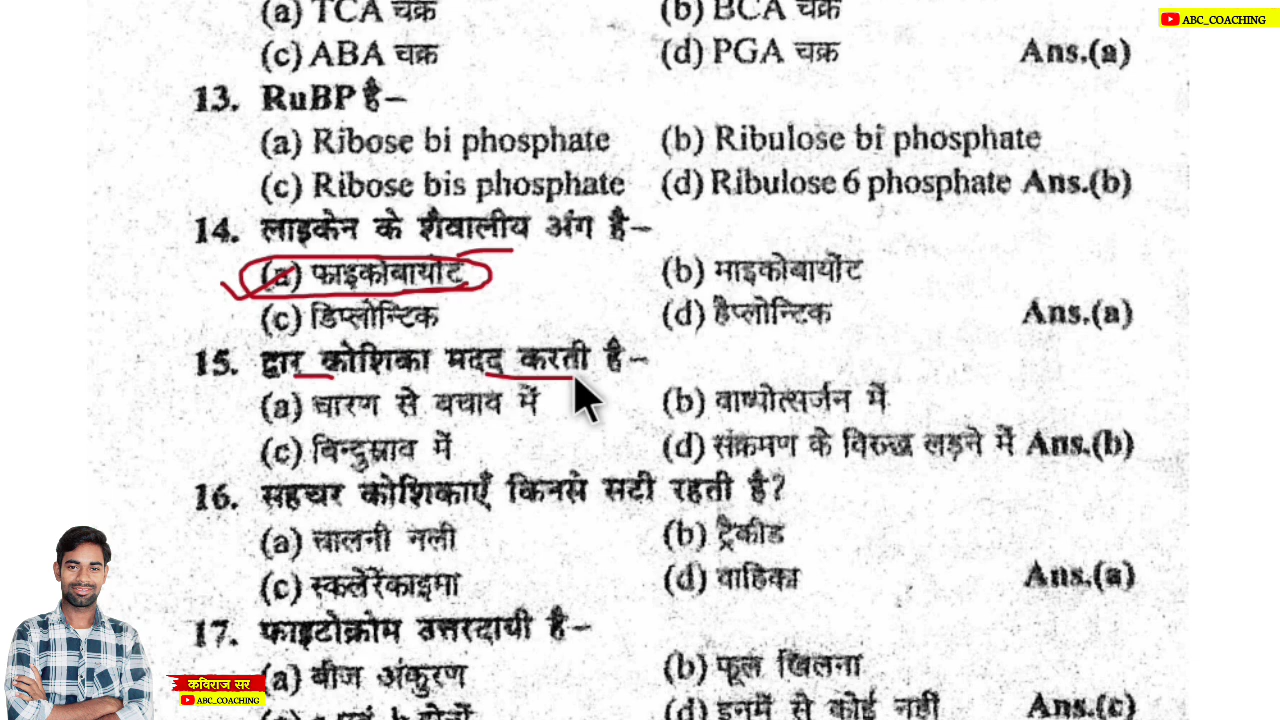 (a) TCA चक्र (b) BCA चक्र
ABC_COACHING
(c) ABA चक्र (d) PGA चक्र Ans.(a)
13. RuBP है–
(a) Ribose bi phosphate (b) Ribulose bi phosphate
(c) Ribose bis phosphate (d) Ribulose 6 phosphate Ans.(b)
14. लाइकेन के शैवालीय अंग है–
(a) फाइकोबायोंट (b) माइकोबायोंट
(c) डिप्लोन्टिक (d) हैप्लोन्टिक Ans.(a)
15. द्वार कोशिका मदद करती है–
(a) चारण से बचाव में (b) वाष्पोत्सर्जन में
(c) बिन्दुस्राव में (d) संक्रमण के विरुद्ध लड़ने में Ans.(b)
16. सहचर कोशिकाएँ किनसे सटी रहती है?
(a) चालनी नली (b) ट्रैकीड
(c) स्क्लेरेंकाइमा (d) वाहिका Ans.(a)
17. फाइटोक्रोम उत्तरदायी है–
(a) बीज अंकुरण (b) फूल खिलना
(d) इनमें से कोई नहीं Ans.(c)
कविराज सर
ABC_COACHING